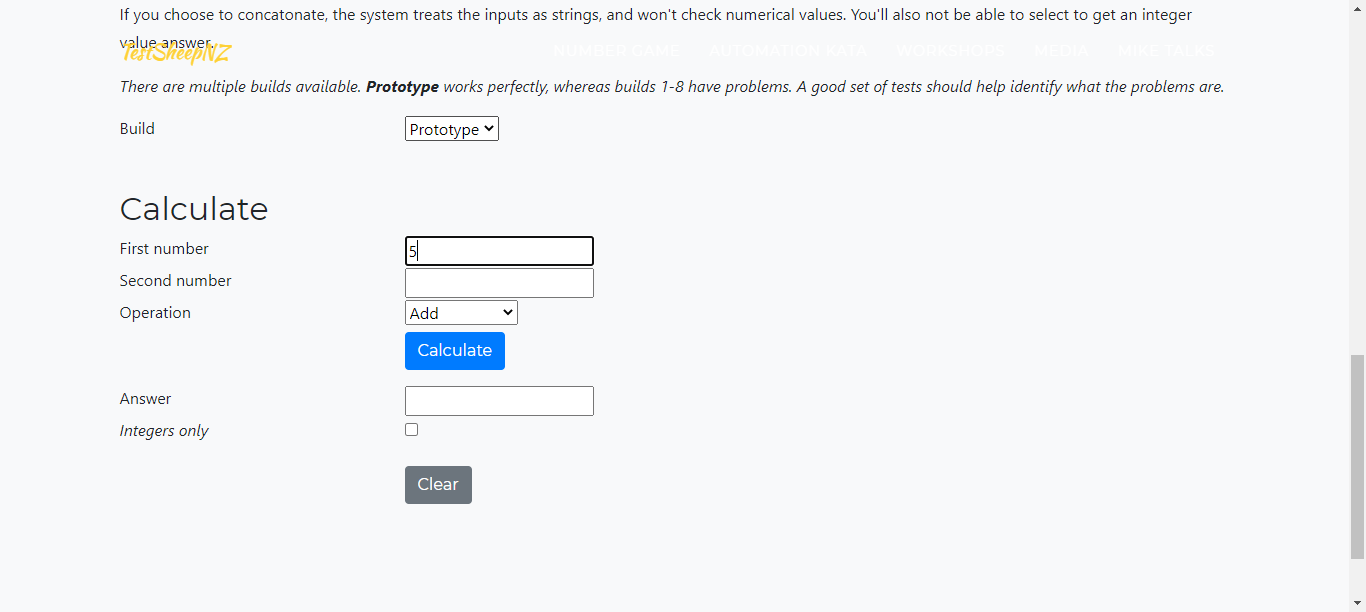 If you choose to concatonate, the system treats the inputs as strings, and won't check numerical values. You'll also not be able to select to get an integer
value answer.
TestSheepNZ
NUMBER GAME AUTOMATION KATAS WORKSHOPS MEDIA MIKE TALKS
There are multiple builds available. Prototype works perfectly, whereas builds 1-8 have problems. A good set of tests should help identify what the problems are.
Build Prototype
Calculate
First number 5
Second number
Operation Add
Calculate
Answer
Integers only
Clear